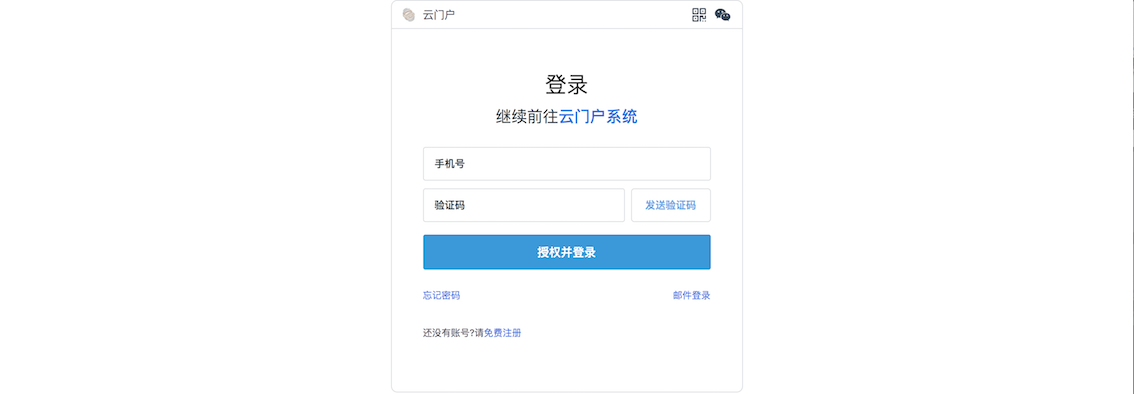 云门户
登录
继续前往云门户系统
手机号
验证码 发送验证码
授权并登录
忘记密码 邮件登录
还没有账号?请免费注册